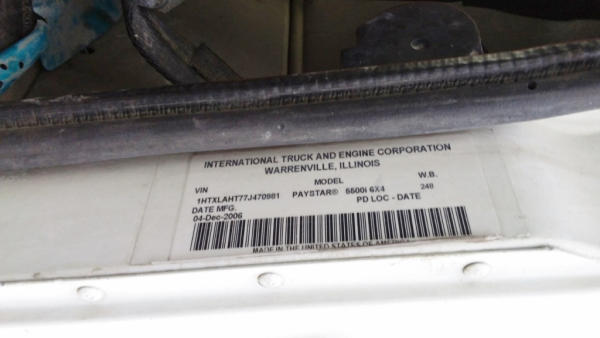 INTERNATIONAL TRUCK AND ENGINE CORPORATION
WARRENVILLE, ILLINOIS
VIN MODEL W.B.
1HTXLAHT77J470981 PAYSTAR® 5500i 6X4 248
DATE MFG. PD LOC - DATE
04-Dec-2006
MADE IN THE UNITED STATES OF AMERICA